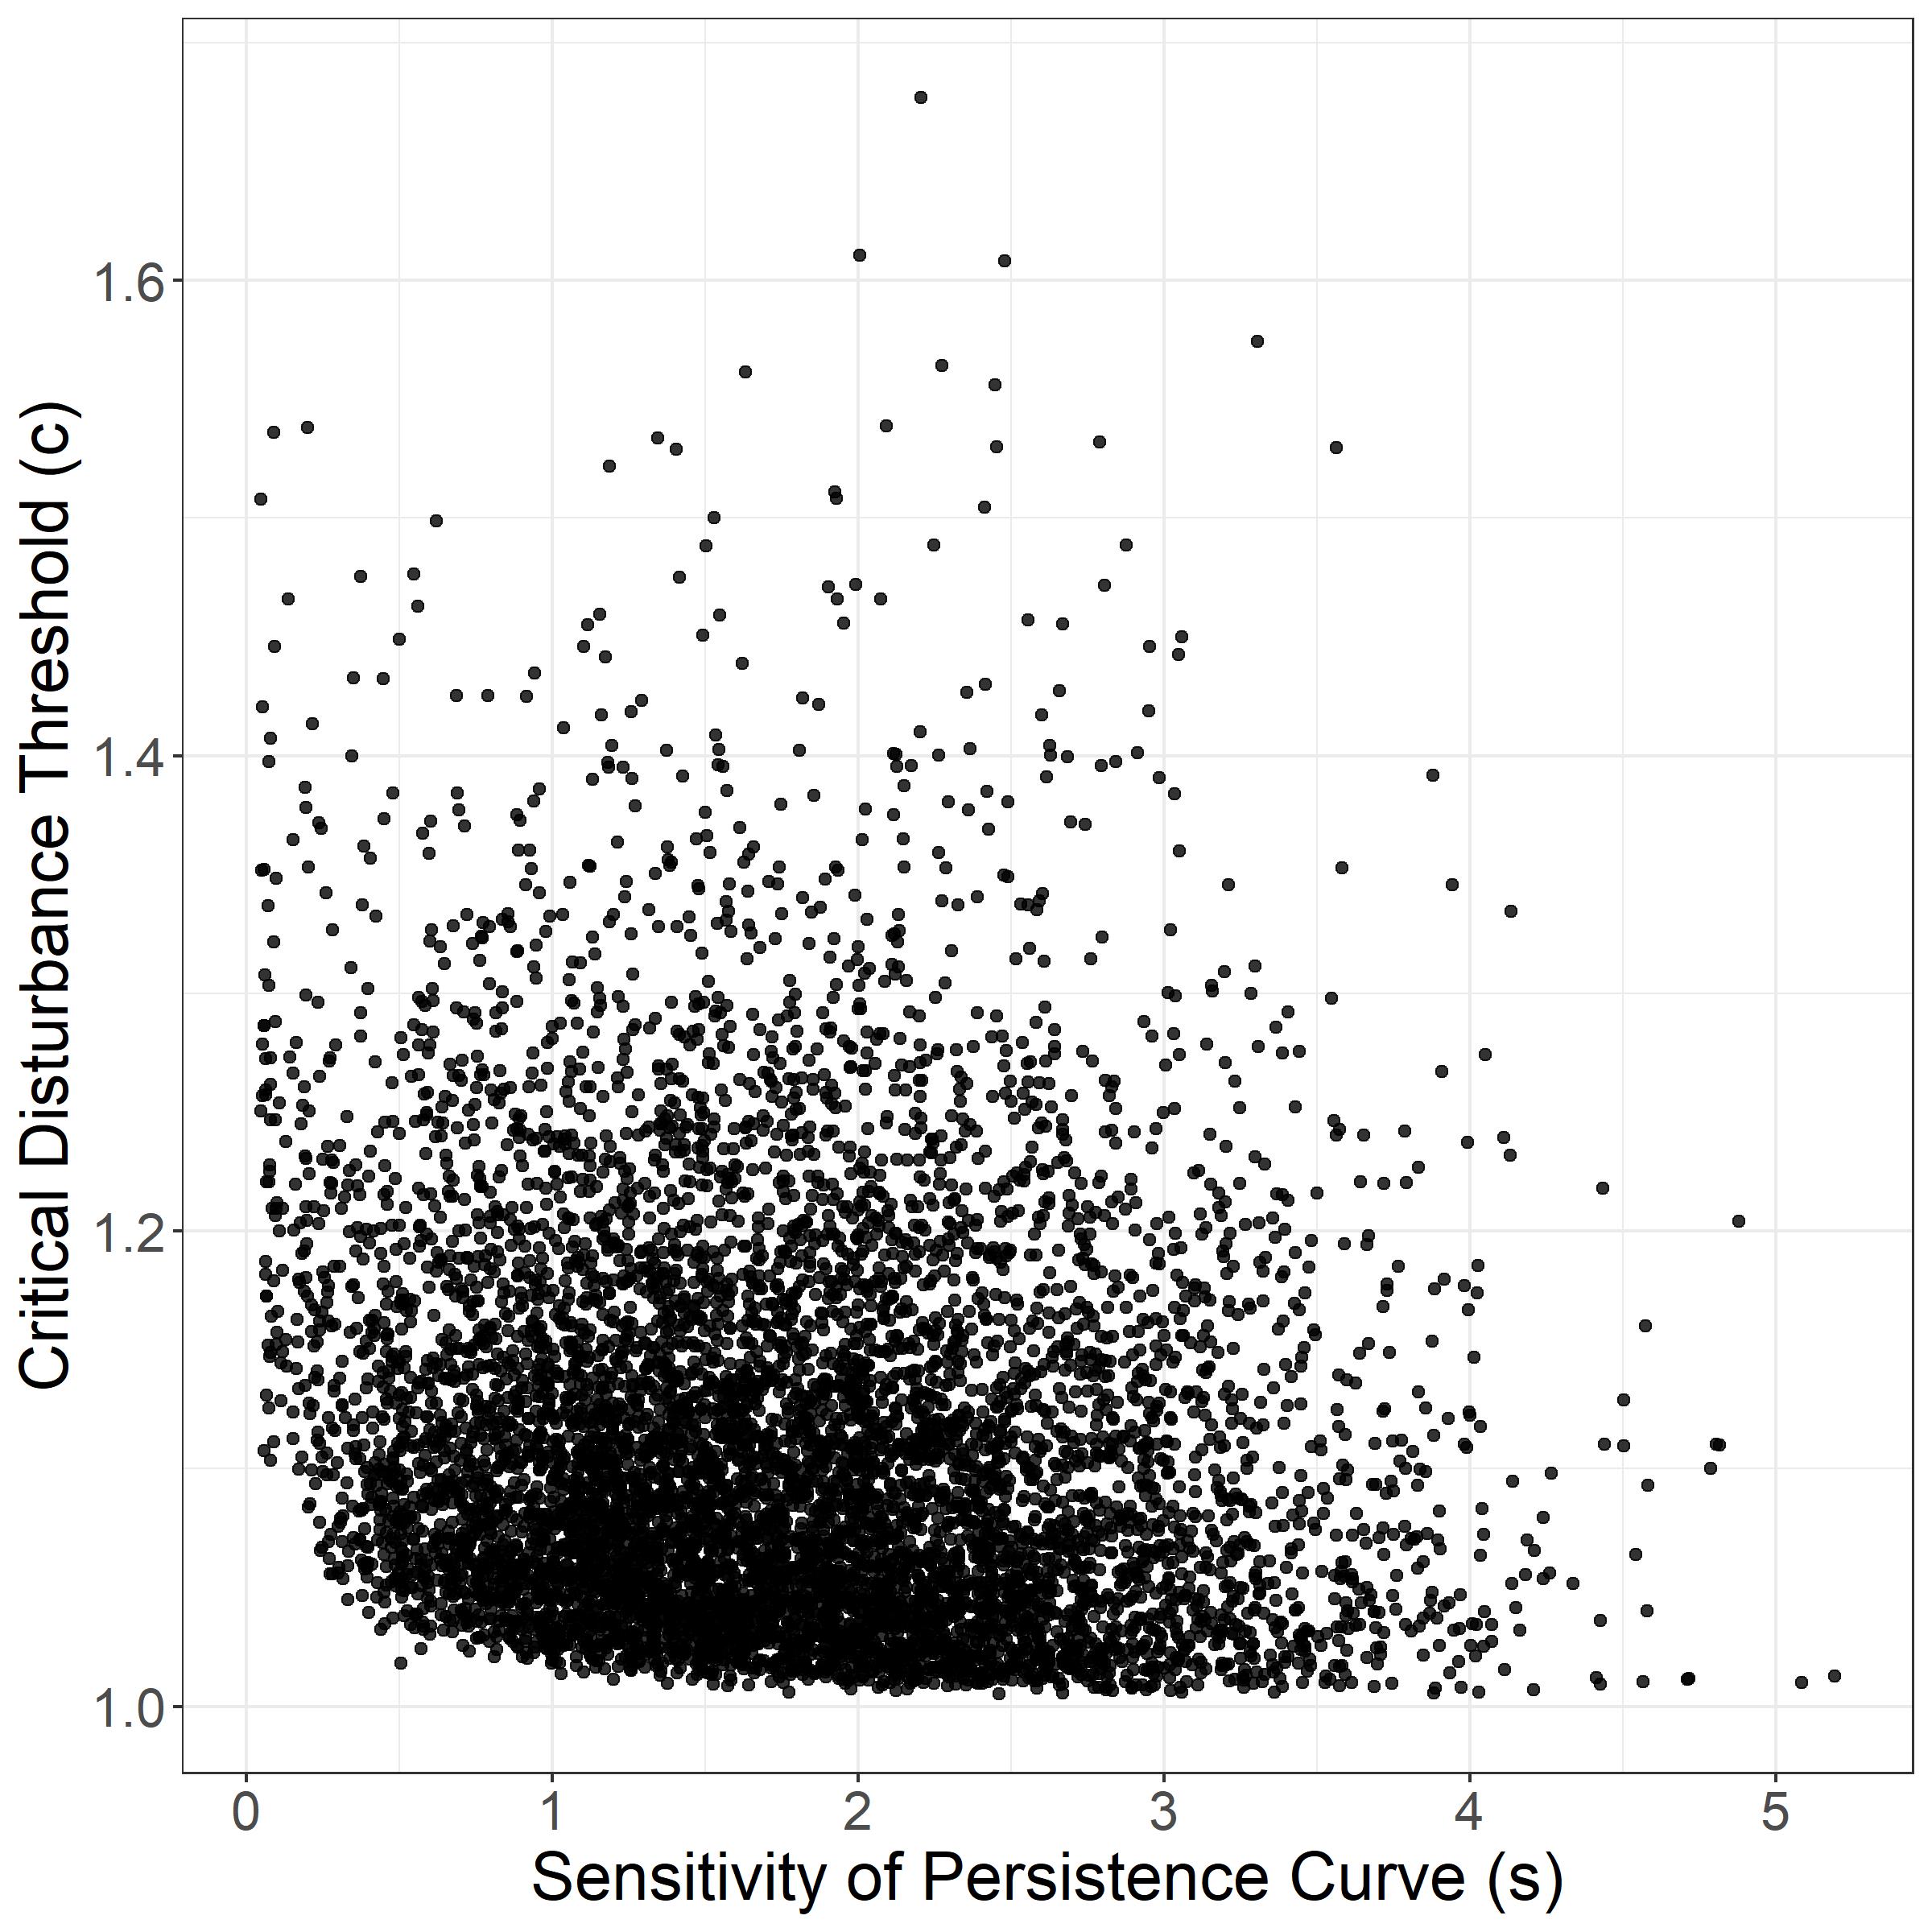 Critical Disturbance Threshold (c)
1.6
1.4
1.2
1.0
0 1 2 3 4 5
Sensitivity of Persistence Curve (s)